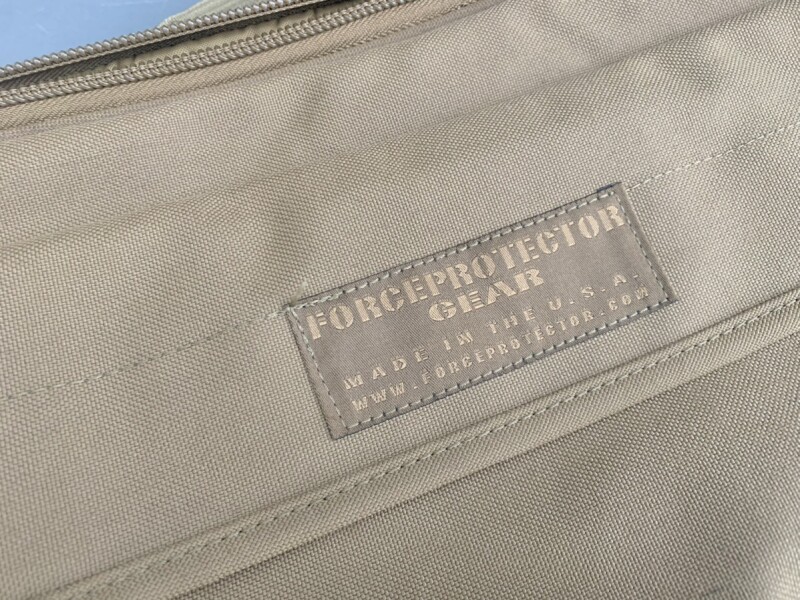 FORCEPROTECTOR
GEAR
MADE IN THE U.S.A.
WWW.FORCEPROTECTOR.COM